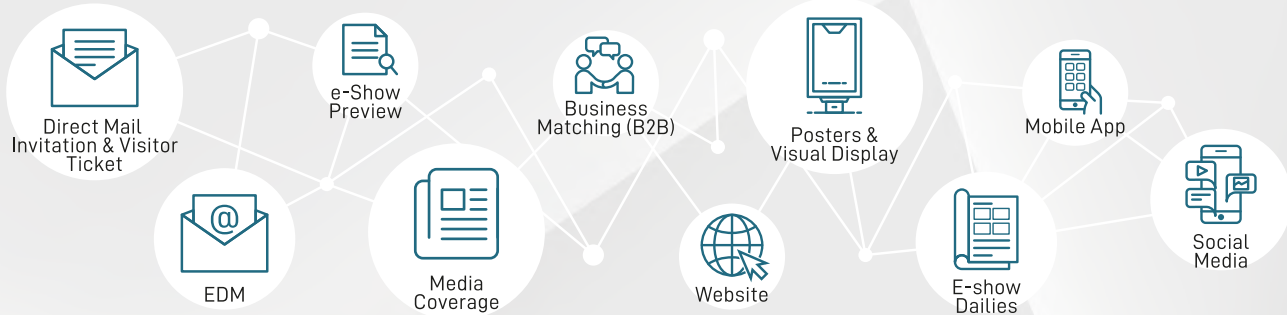 Direct Mail
Invitation & Visitor
Ticket
@
EDM
e-Show
Preview
Media
Coverage
Business
Matching (B2B)
Website
Posters &
Visual Display
E-show
Dailies
Mobile App
Social
Media